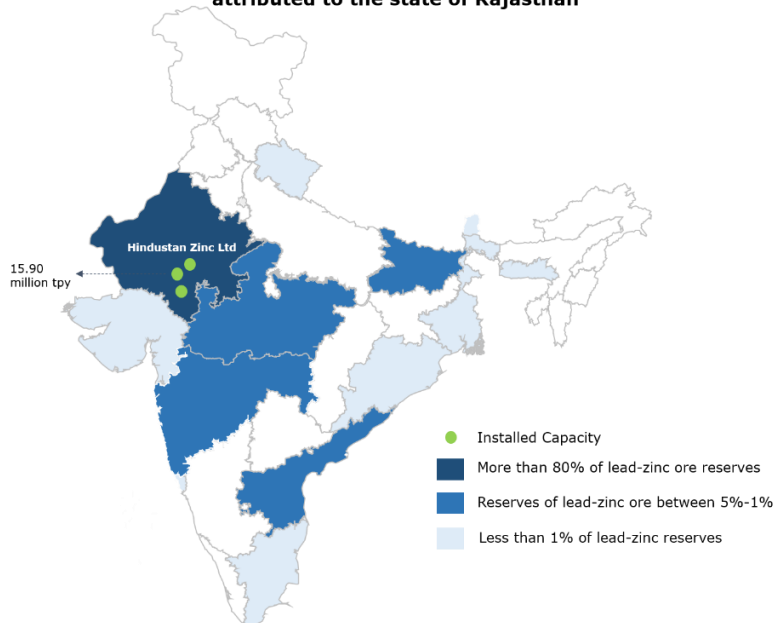 attributed to the state of Rajasthan
Hindustan Zinc Ltd
15.90
million tpy
Installed Capacity
More than 80% of lead-zinc ore reserves
Reserves of lead-zinc ore between 5%-1%
Less than 1% of lead-zinc reserves